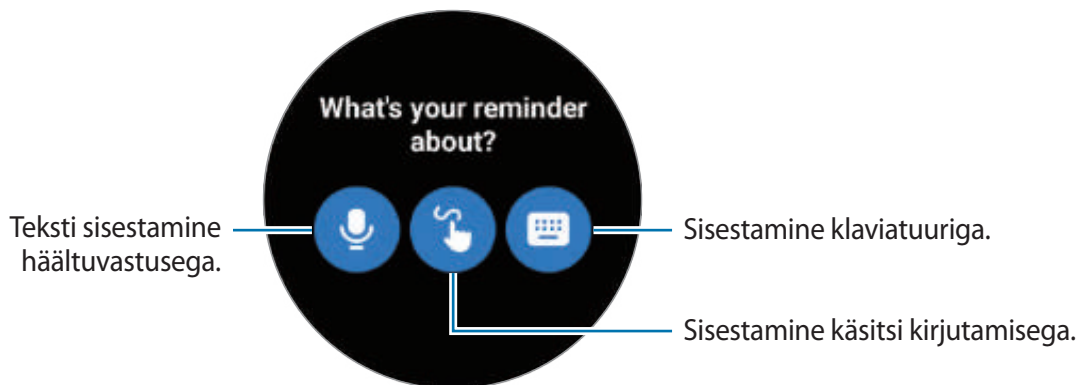 What's your reminder
about?
Teksti sisestamine
häältuvastusega.
Sisestamine klaviatuuriga.
Sisestamine käsitsi kirjutamisega.